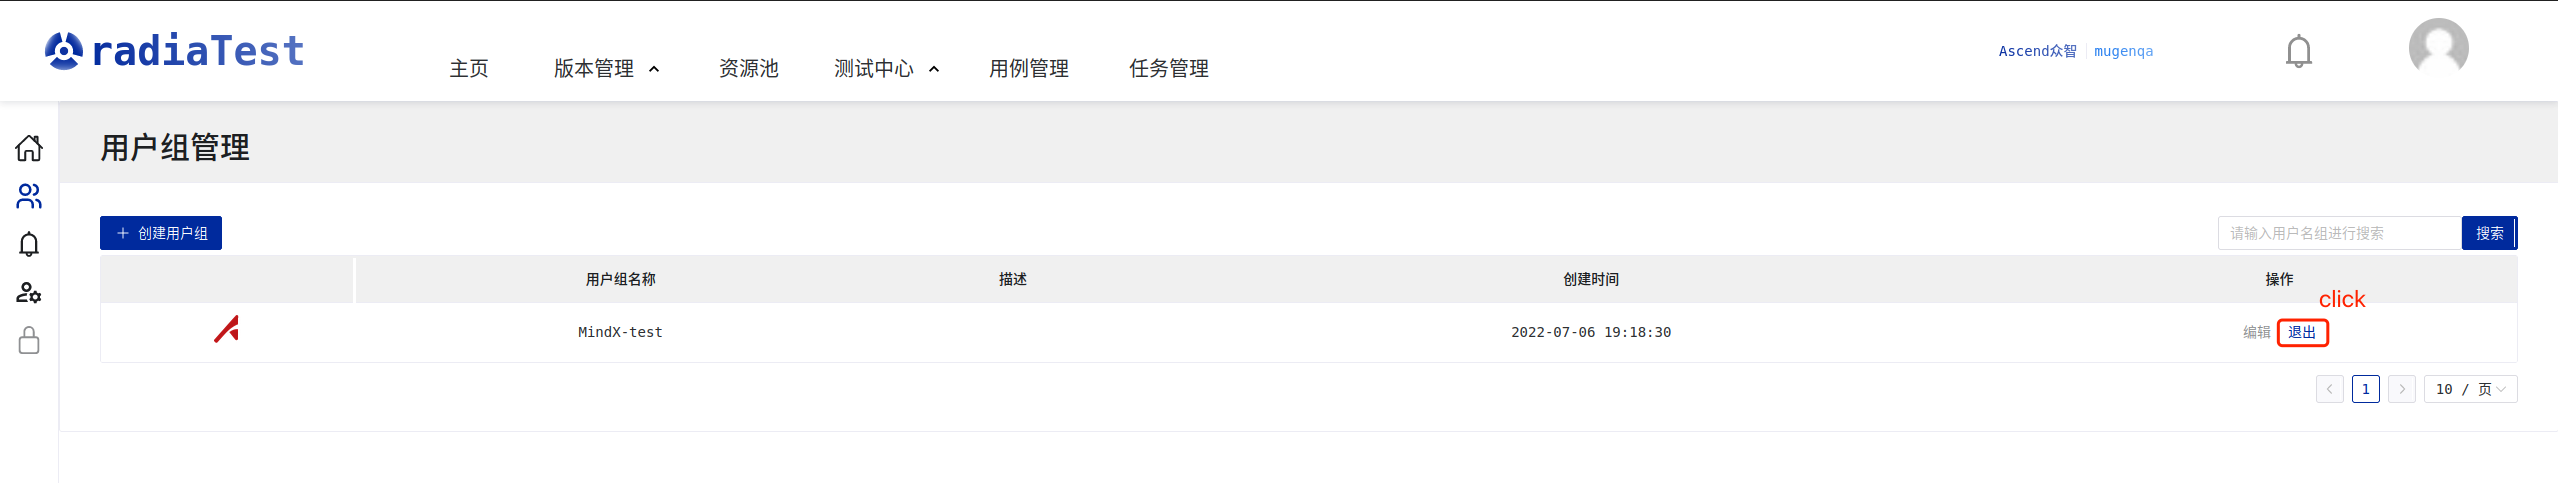 radiaTest
主页 版本管理 资源池 测试中心 用例管理 任务管理
Ascend众智 mugenqa
用户组管理
+ 创建用户组
请输入用户名组进行搜索 搜索
用户组名称 描述 创建时间 操作
click
MindX-test 2022-07-06 19:18:30 编辑 退出
1 10 / 页